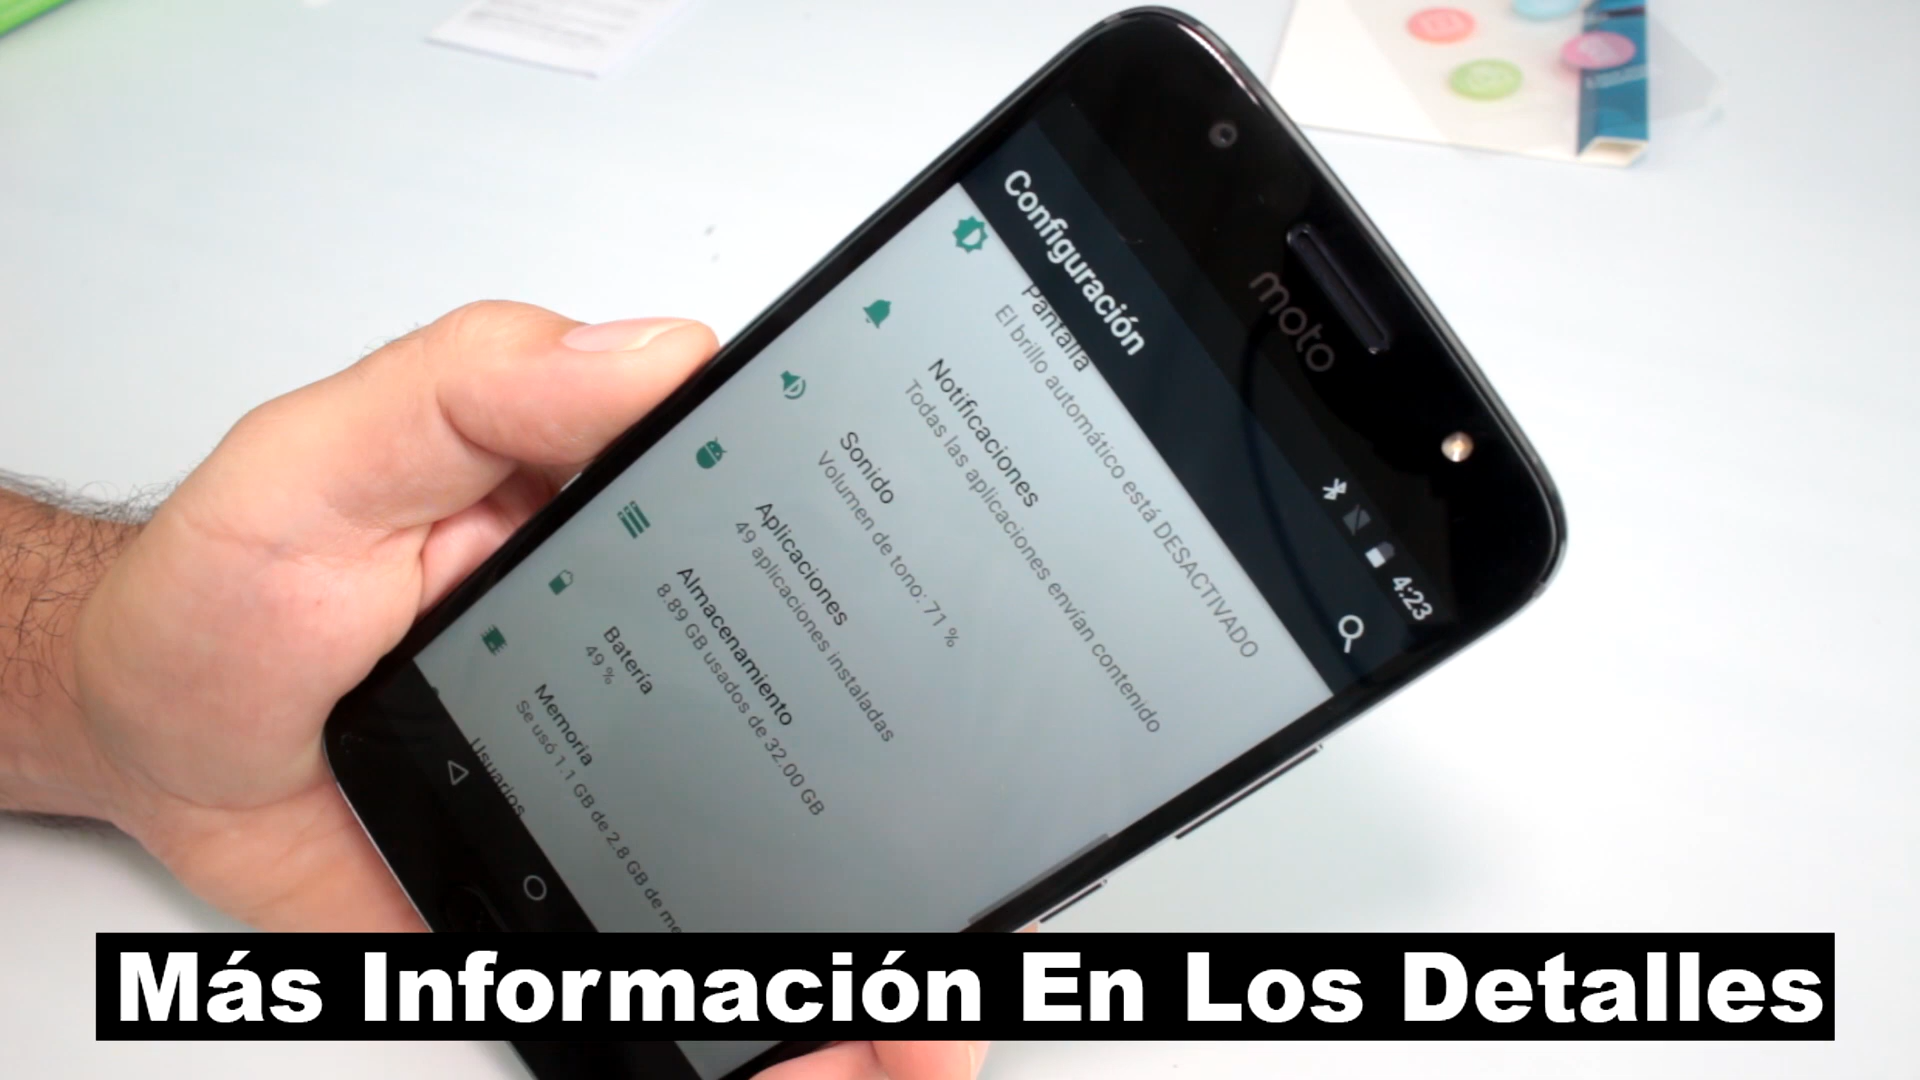 moto
4:23
Configuración
Pantalla
El brillo automático está DESACTIVADO
Notificaciones
Todas las aplicaciones envían contenido
Sonido
Volumen de tono: 71 %
Aplicaciones
49 aplicaciones instaladas
Almacenamiento
8.89 GB usados de 32.00 GB
Batería
49 %
Memoria
Se usó 1.1 GB de 2.8 GB de me
Usuarios
Más Información En Los Detalles